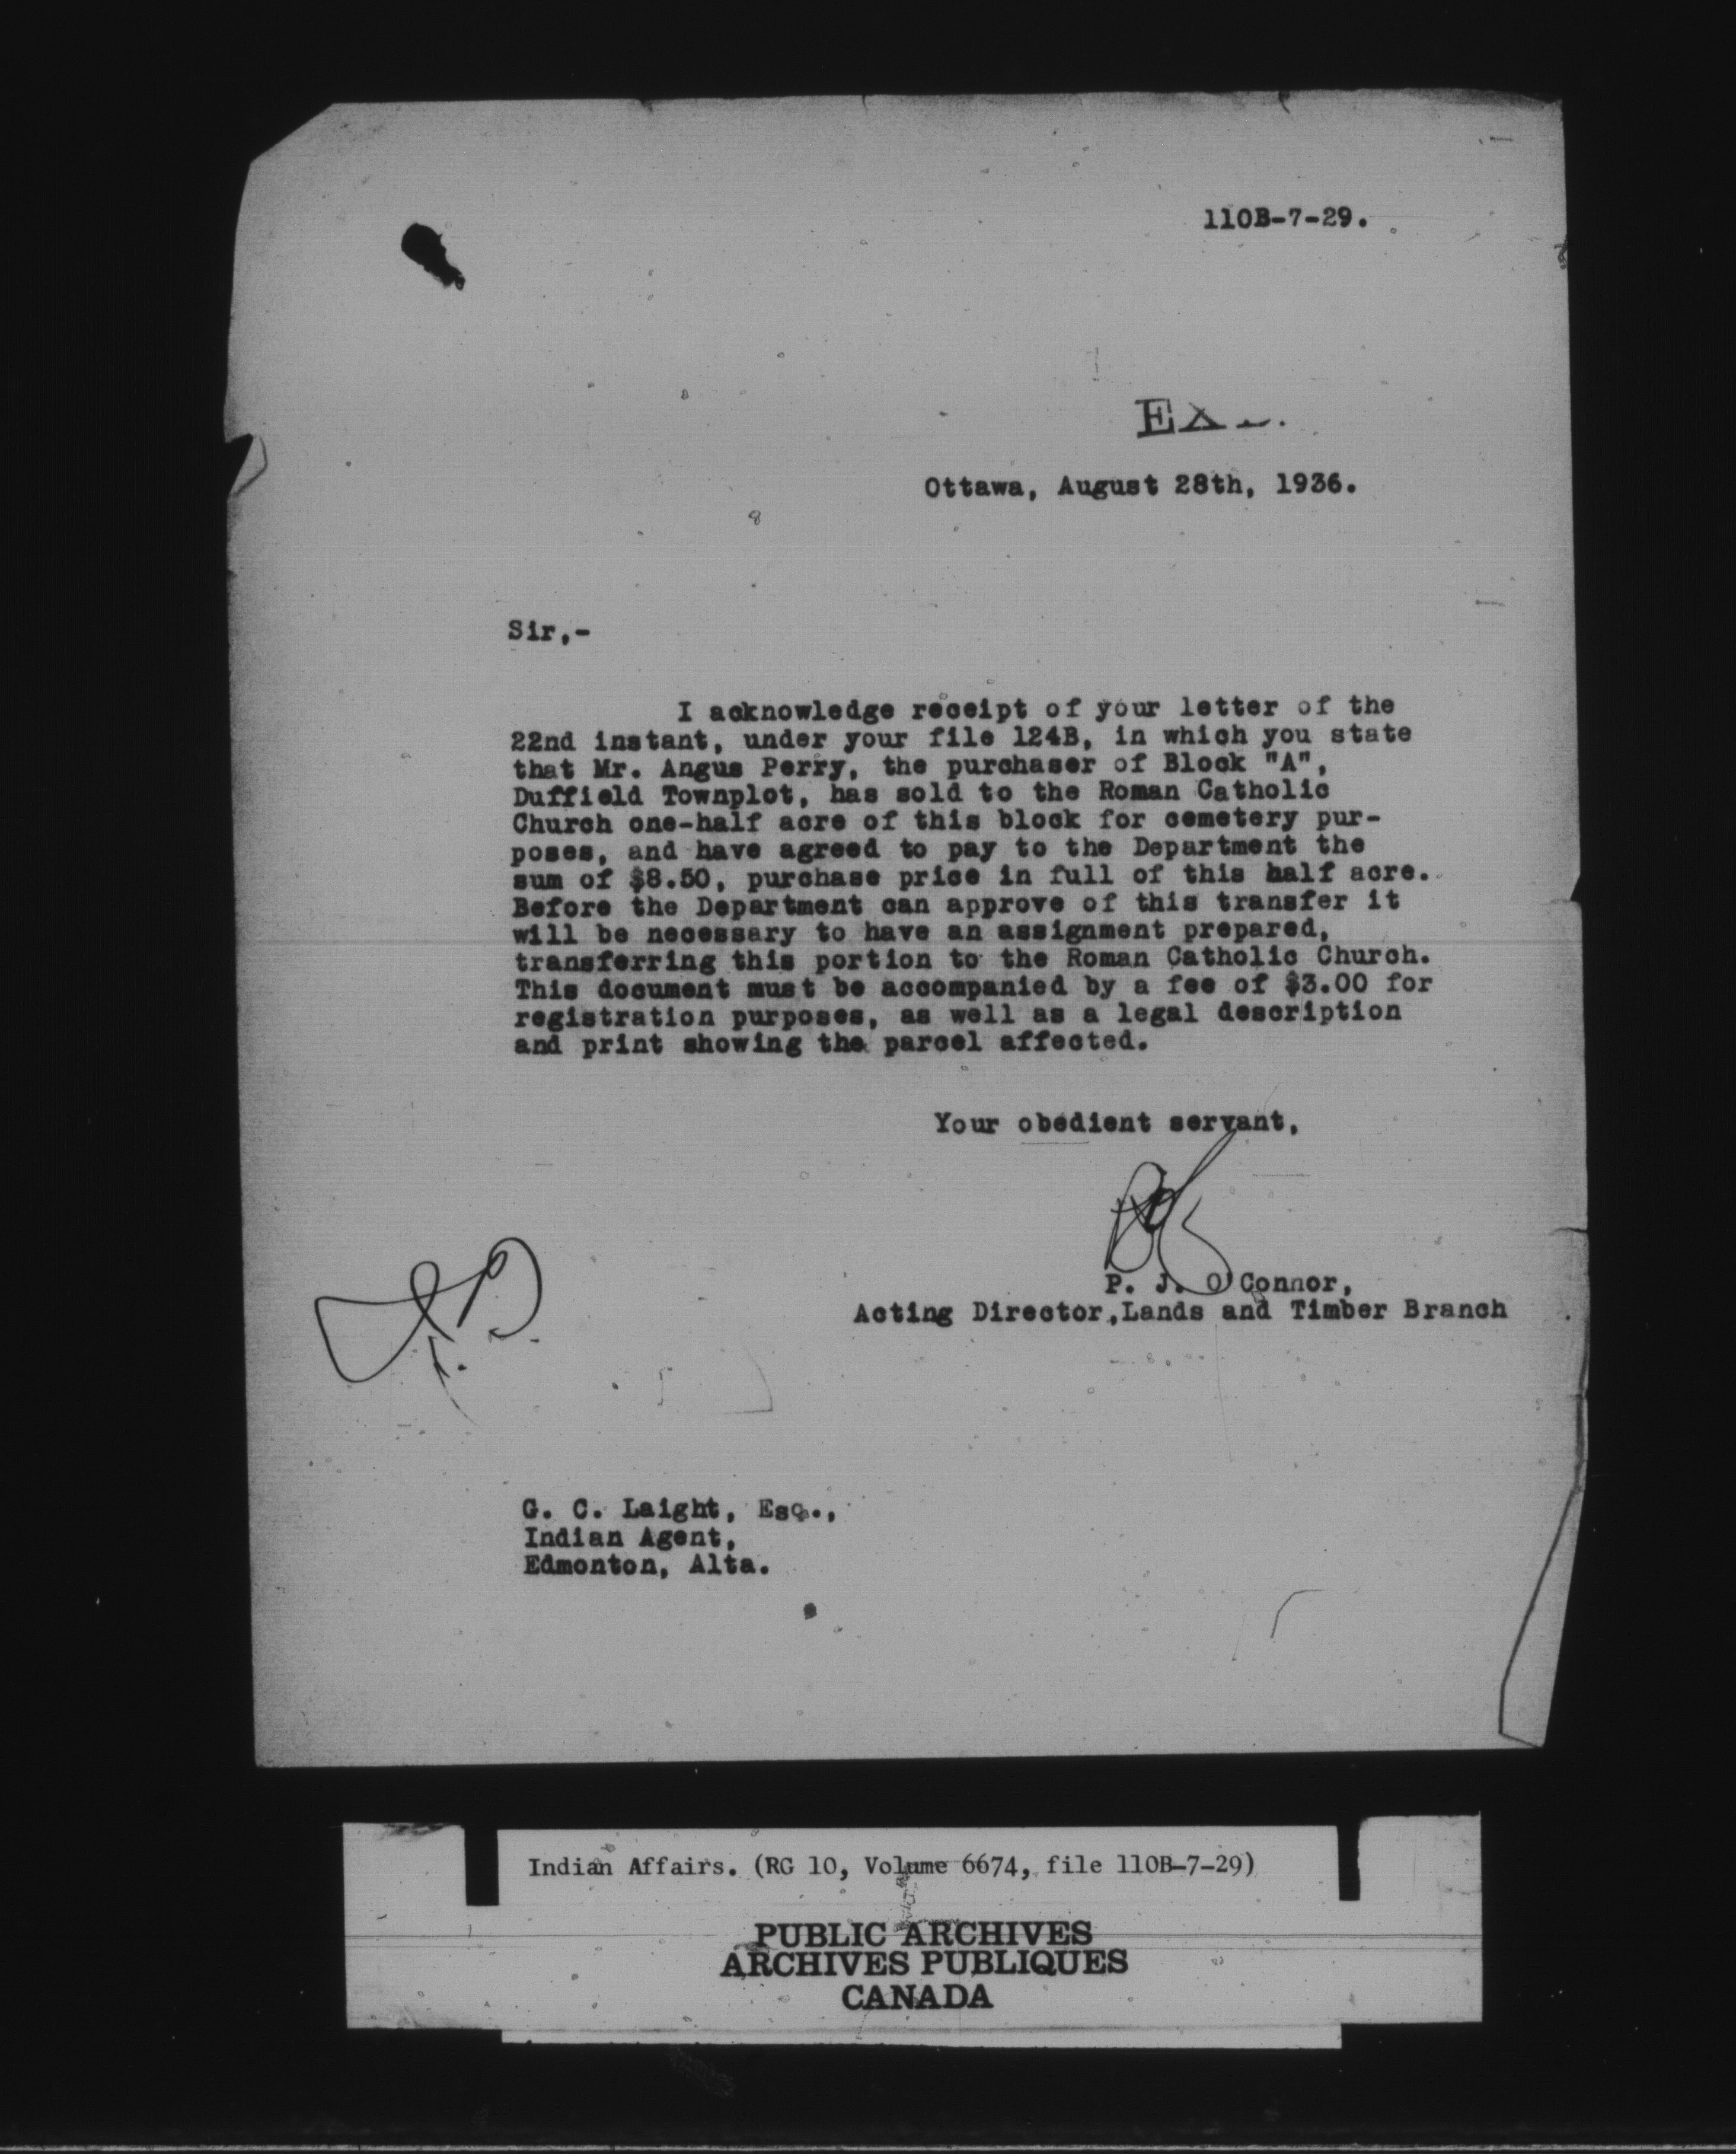 110B-7-29.
Ottawa, August 28th, 1936.
Sir,-
I acknowledge receipt of your letter of the
22nd instant, under your file 124B, in which you state
that Mr. Angus Perry, the purchaser of Block "A",
Duffield Townplot, has sold to the Roman Catholic
Church one-half acre of this block for cemetery pur-
poses, and have agreed to pay to the Department the
sum of $8.50, purchase price in full of this half acre.
Before the Department can approve of this transfer it
will be necessary to have an assignment prepared,
transferring this portion to the Roman Catholic Church.
This document must be accompanied by a fee of $3.00 for
registration purposes, as well as a legal description
and print showing the parcel affected.
Your obedient servant,
P. J. O'Connor,
Acting Director,Lands and Timber Branch
G. C. Laight, Esq.,
Indian Agent,
Edmonton, Alta.
Indian Affairs. (RG 10, Volume 6674, file 110B-7-29)
PUBLIC ARCHIVES
ARCHIVES PUBLIQUES
CANADA